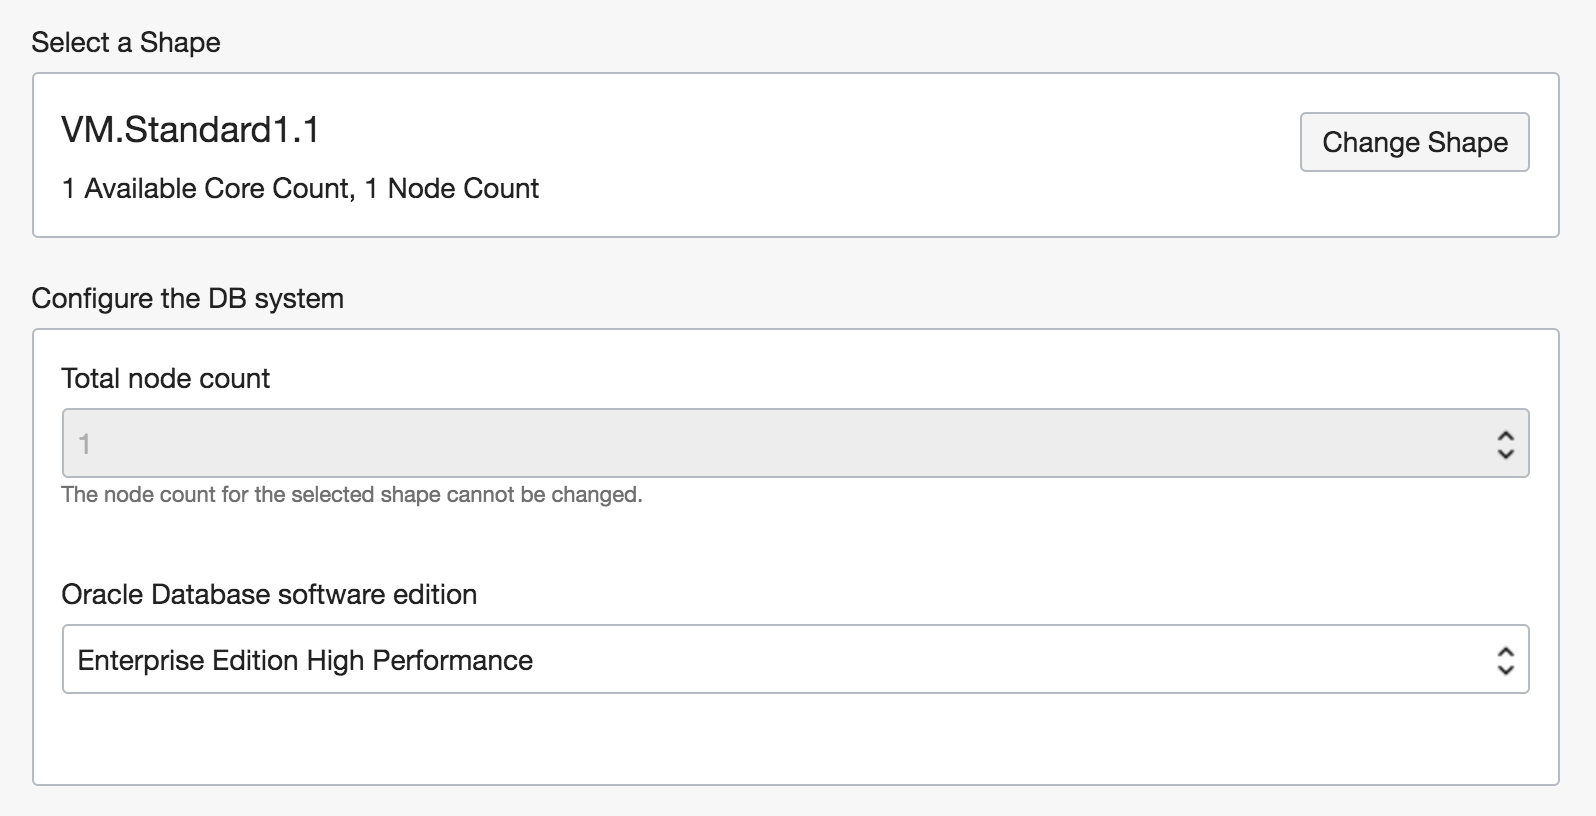 Select a Shape
VM.Standard1.1
Change Shape
1 Available Core Count, 1 Node Count
Configure the DB system
Total node count
1
The node count for the selected shape cannot be changed.
Oracle Database software edition
Enterprise Edition High Performance